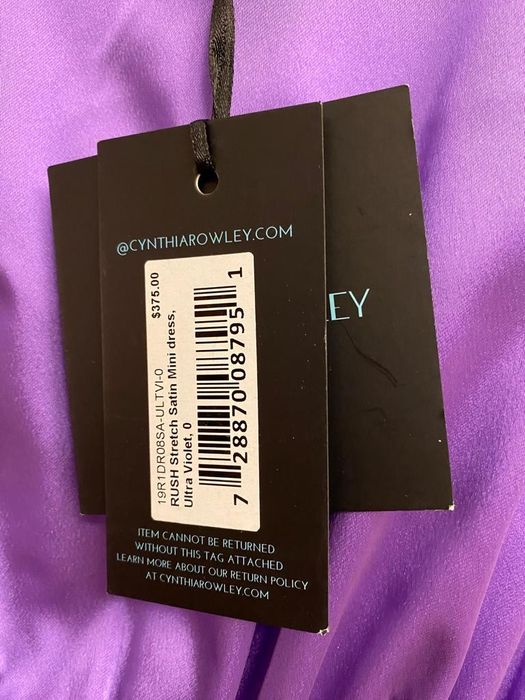 @CYNTHIAROWLEY.COM
$375.00
19R1DR08SA-ULTVI-0
RUSH Stretch Satin Mini dress,
Ultra Violet, 0
7 28870 08795 1
EY
ITEM CANNOT BE RETURNED
WITHOUT THIS TAG ATTACHED
LEARN MORE ABOUT OUR RETURN POLICY
AT CYNTHIAROWLEY.COM